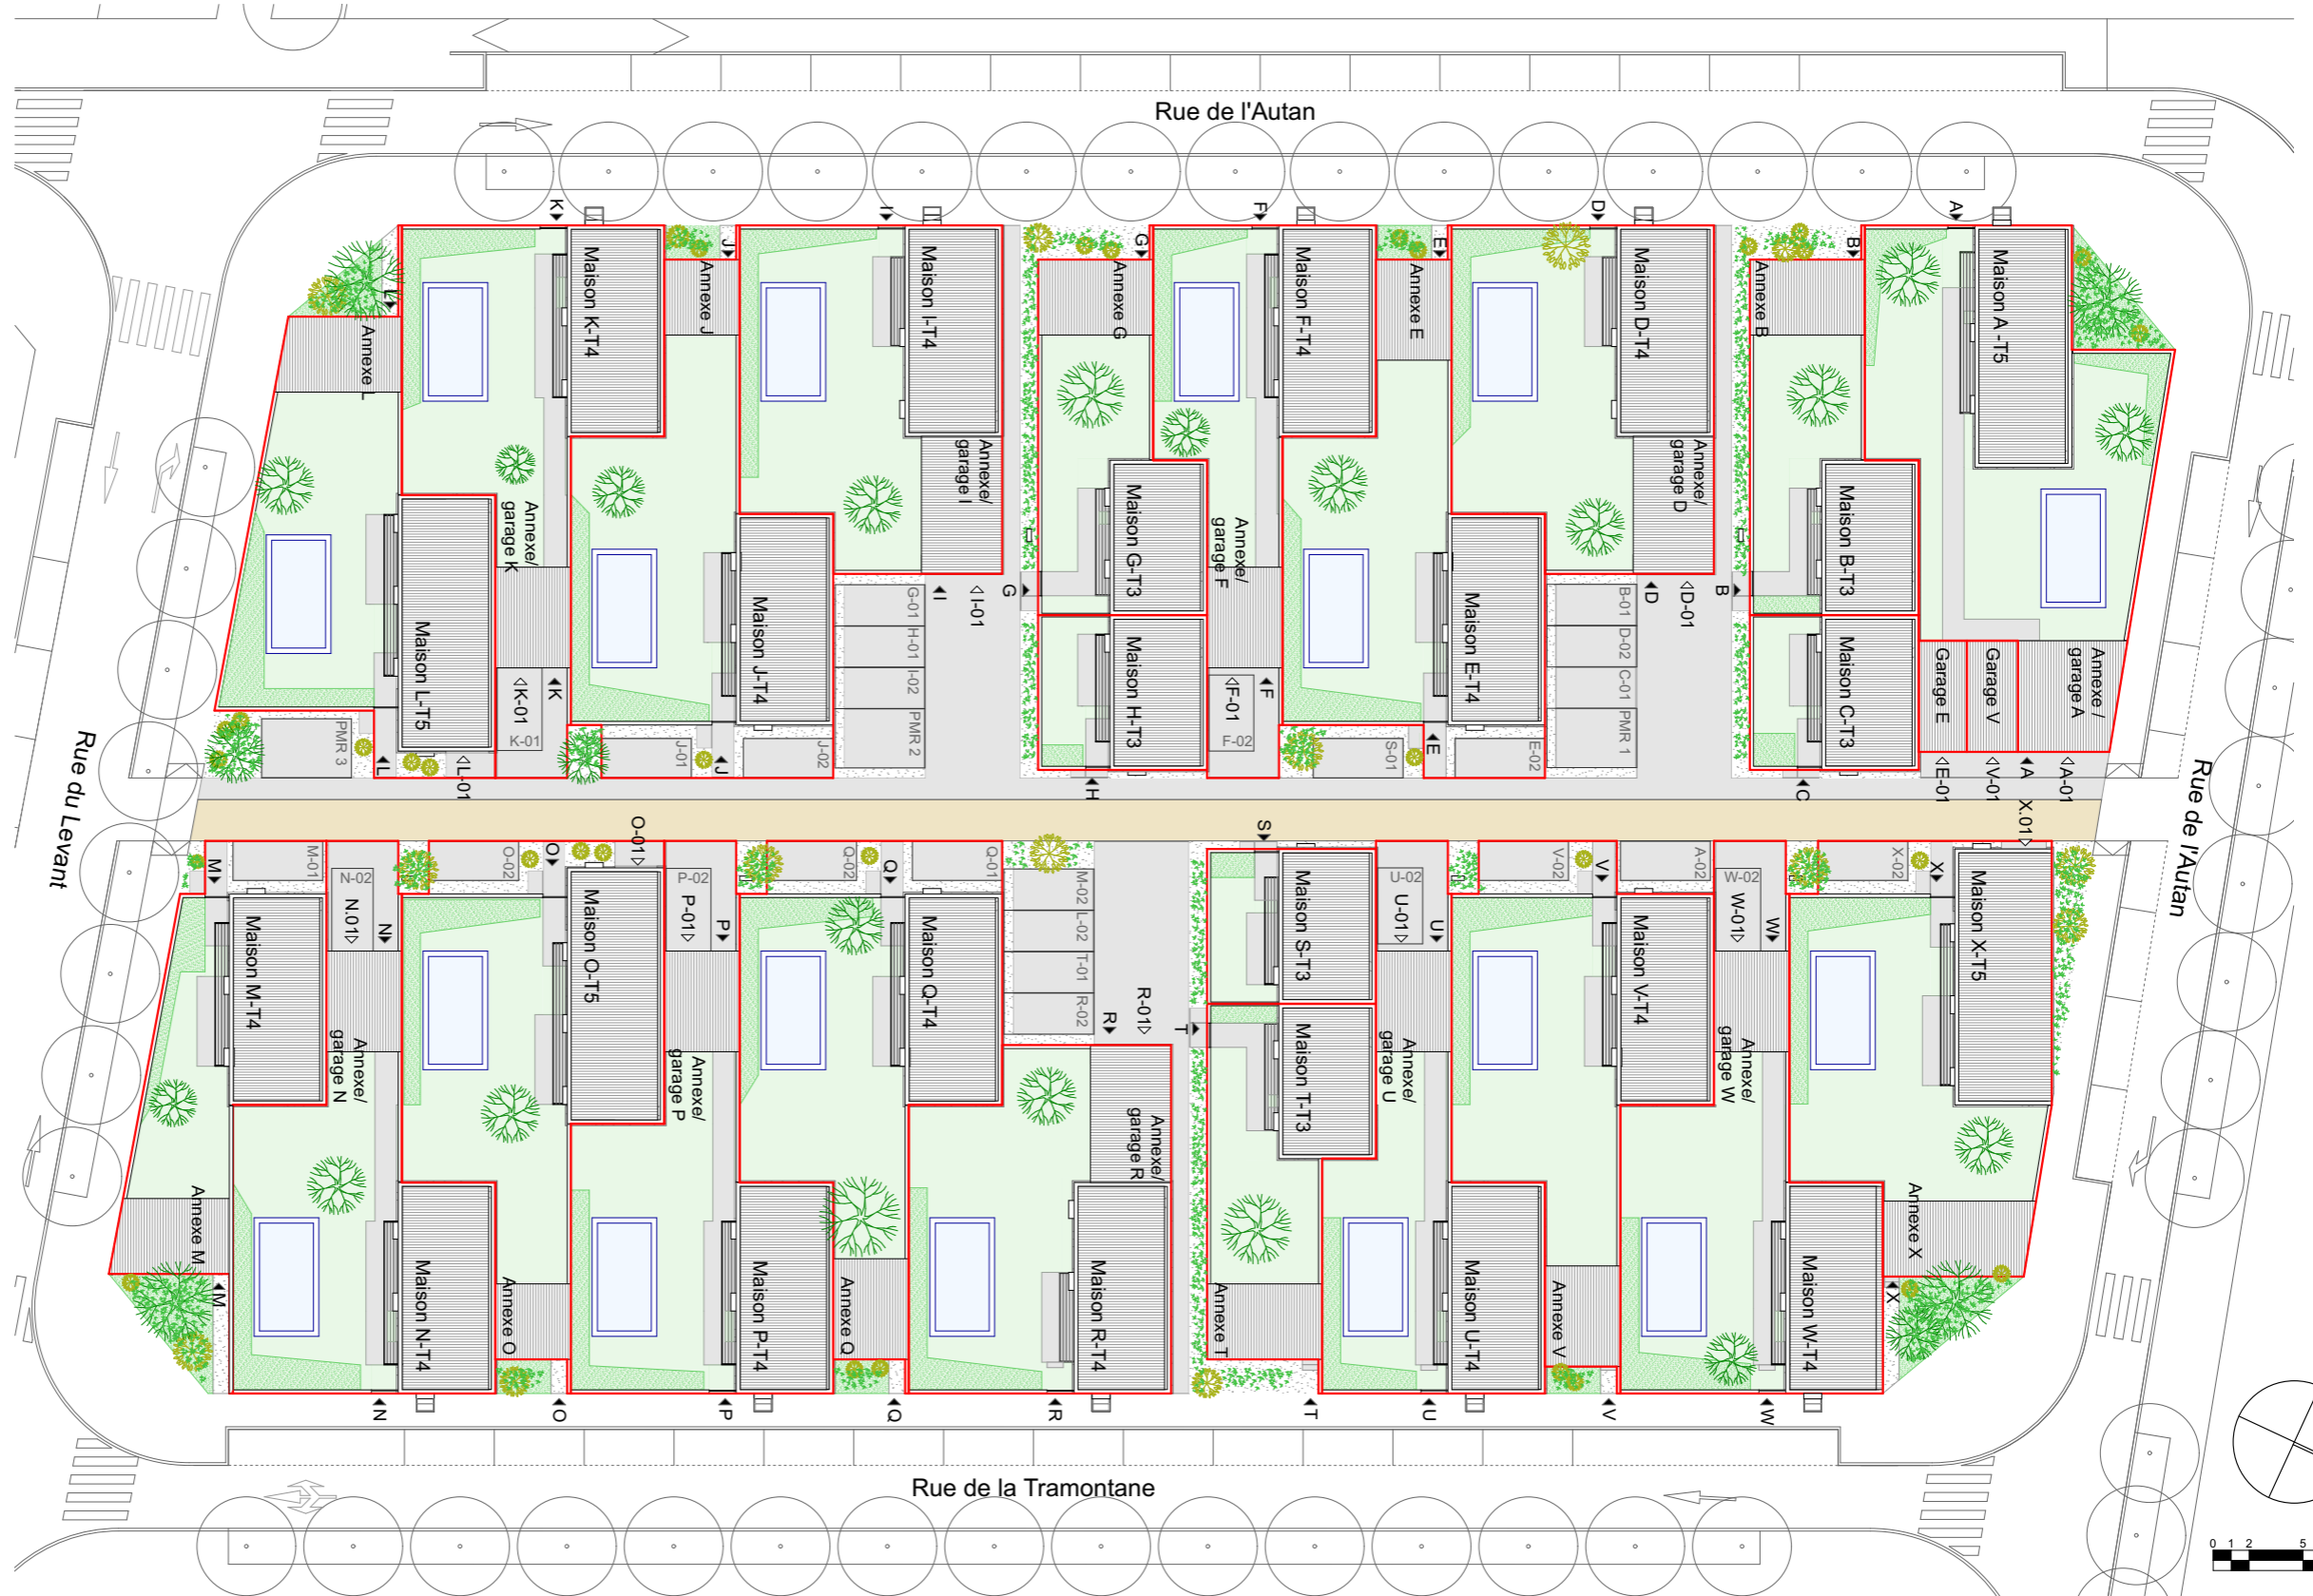 Rue de l'Autan
K
I
F
D
A
J
G
E
B
L
Maison K-T4
Annexe J
Maison I-T4
Annexe G
Maison F-T4
Annexe E
Maison D-T4
Annexe B
Maison A -T5
Annexe L
Annexe/
garage K
Annexe/
garage I
Annexe/
garage F
Annexe/
garage D
Maison L-T5
Maison J-T4
Maison G-T3
Maison H-T3
Maison E-T4
Maison B-T3
Maison C-T3
Garage E
Garage V
Annexe /
garage A
G-01
H-01
I-02
PMR 2
I
I-01
G
B-01
D-02
C-01
PMR 1
D
D-01
B
PMR 3
L
L-01
K-01
K
K-01
J-01
J
J-02
H
F-01
F
F-02
S-01
E
E-02
C
E-01
V-01
A
A-01
X.01
Rue du Levant
Rue de l'Autan
M
M-01
N-02
N.01
N
O-02
O
O-01
P-02
P-01
P
Q-02
Q
Q-01
M-02
L-02
T-01
R-02
R
R-01
T
S
U-02
U-01
U
V-02
V
A-02
W-02
W-01
W
X-02
X
Maison M-T4
Annexe/
garage N
Maison O-T5
Annexe/
garage P
Maison Q-T4
Annexe/
garage R
Maison S-T3
Maison T-T3
Annexe/
garage U
Maison V-T4
Annexe/
garage W
Maison X-T5
Annexe M
Maison N-T4
Annexe O
Maison P-T4
Annexe Q
Maison R-T4
Annexe T
Maison U-T4
Annexe V
Maison W-T4
Annexe X
M
X
N
O
P
Q
R
T
U
V
W
Rue de la Tramontane
0 1 2 5